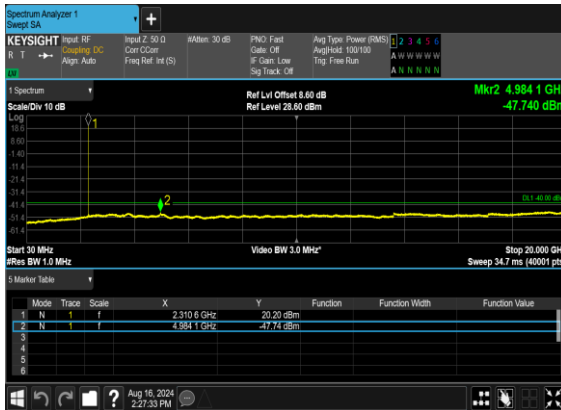 Spectrum Analyzer 1
Swept SA
+
KEYSIGHT Input: RF Input Z: 50 Ω #Atten: 30 dB PNO: Fast Avg Type: Power (RMS) 1 2 3 4 5 6
R T Coupling: DC Corr CCorr Gate: Off Avg|Hold: 100/100 A W W W W W
Align: Auto Freq Ref: Int (S) IF Gain: Low Trig: Free Run
Sig Track: Off A N N N N N
1 Spectrum Ref Lvl Offset 8.60 dB Mkr2 4.984 1 GH
Scale/Div 10 dB Ref Level 28.60 dBm -47.740 dBm
Log
18.6
8.60
-1.40
-11.4
-21.4
-31.4
-41.4
-51.4
-61.4
1
2
DL1 -40.00 dB
Start 30 MHz Video BW 3.0 MHz* Stop 20.000 GH
#Res BW 1.0 MHz Sweep 34.7 ms (40001 pts
5 Marker Table
Mode Trace Scale X Y Function Function Width Function Value
1 N 1 f 2.310 6 GHz 20.20 dBm
2 N 1 f 4.984 1 GHz -47.74 dBm
3
4
5
6
? Aug 16, 2024
2:27:33 PM